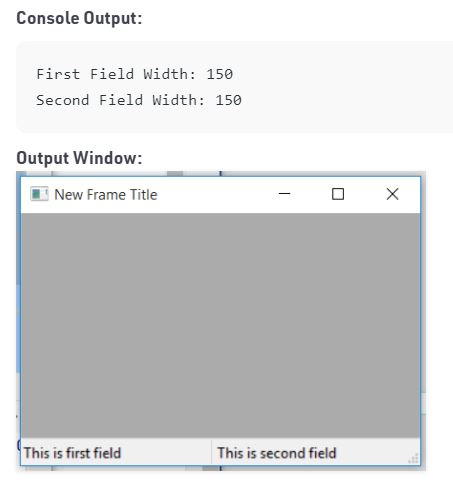 Console Output:
First Field Width: 150
Second Field Width: 150
Output Window:
New Frame Title
This is first field
This is second field